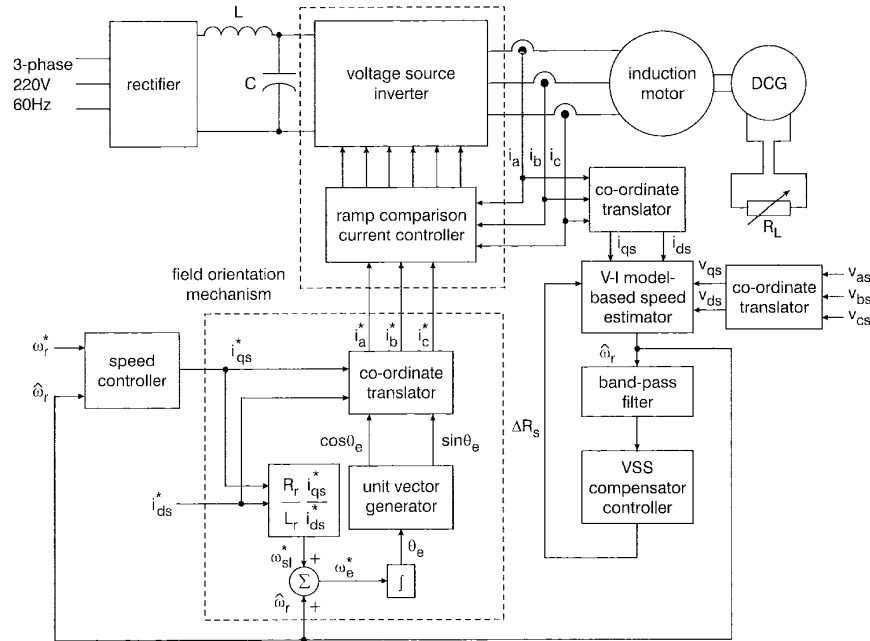 L
3-phase
220V
60Hz
rectifier
C
voltage source
inverter
induction
motor
DCG
R_L
i_a i_b i_c
ramp comparison
current controller
co-ordinate
translator
i_qs i_ds
V-I model-
based speed
estimator
v_qs
v_ds
co-ordinate
translator
v_as
v_bs
v_cs
field orientation
mechanism
i_a^* i_b^* i_c^*
ω_r^*
ω̂_r
speed
controller
i_qs^*
co-ordinate
translator
ω̂_r
band-pass
filter
ΔR_s
VSS
compensator
controller
cosθ_e
sinθ_e
i_ds^*
R_r i_qs^*
L_r i_ds^*
unit vector
generator
θ_e
ω_sl^* +
Σ
ω_e^*
∫
ω̂_r +